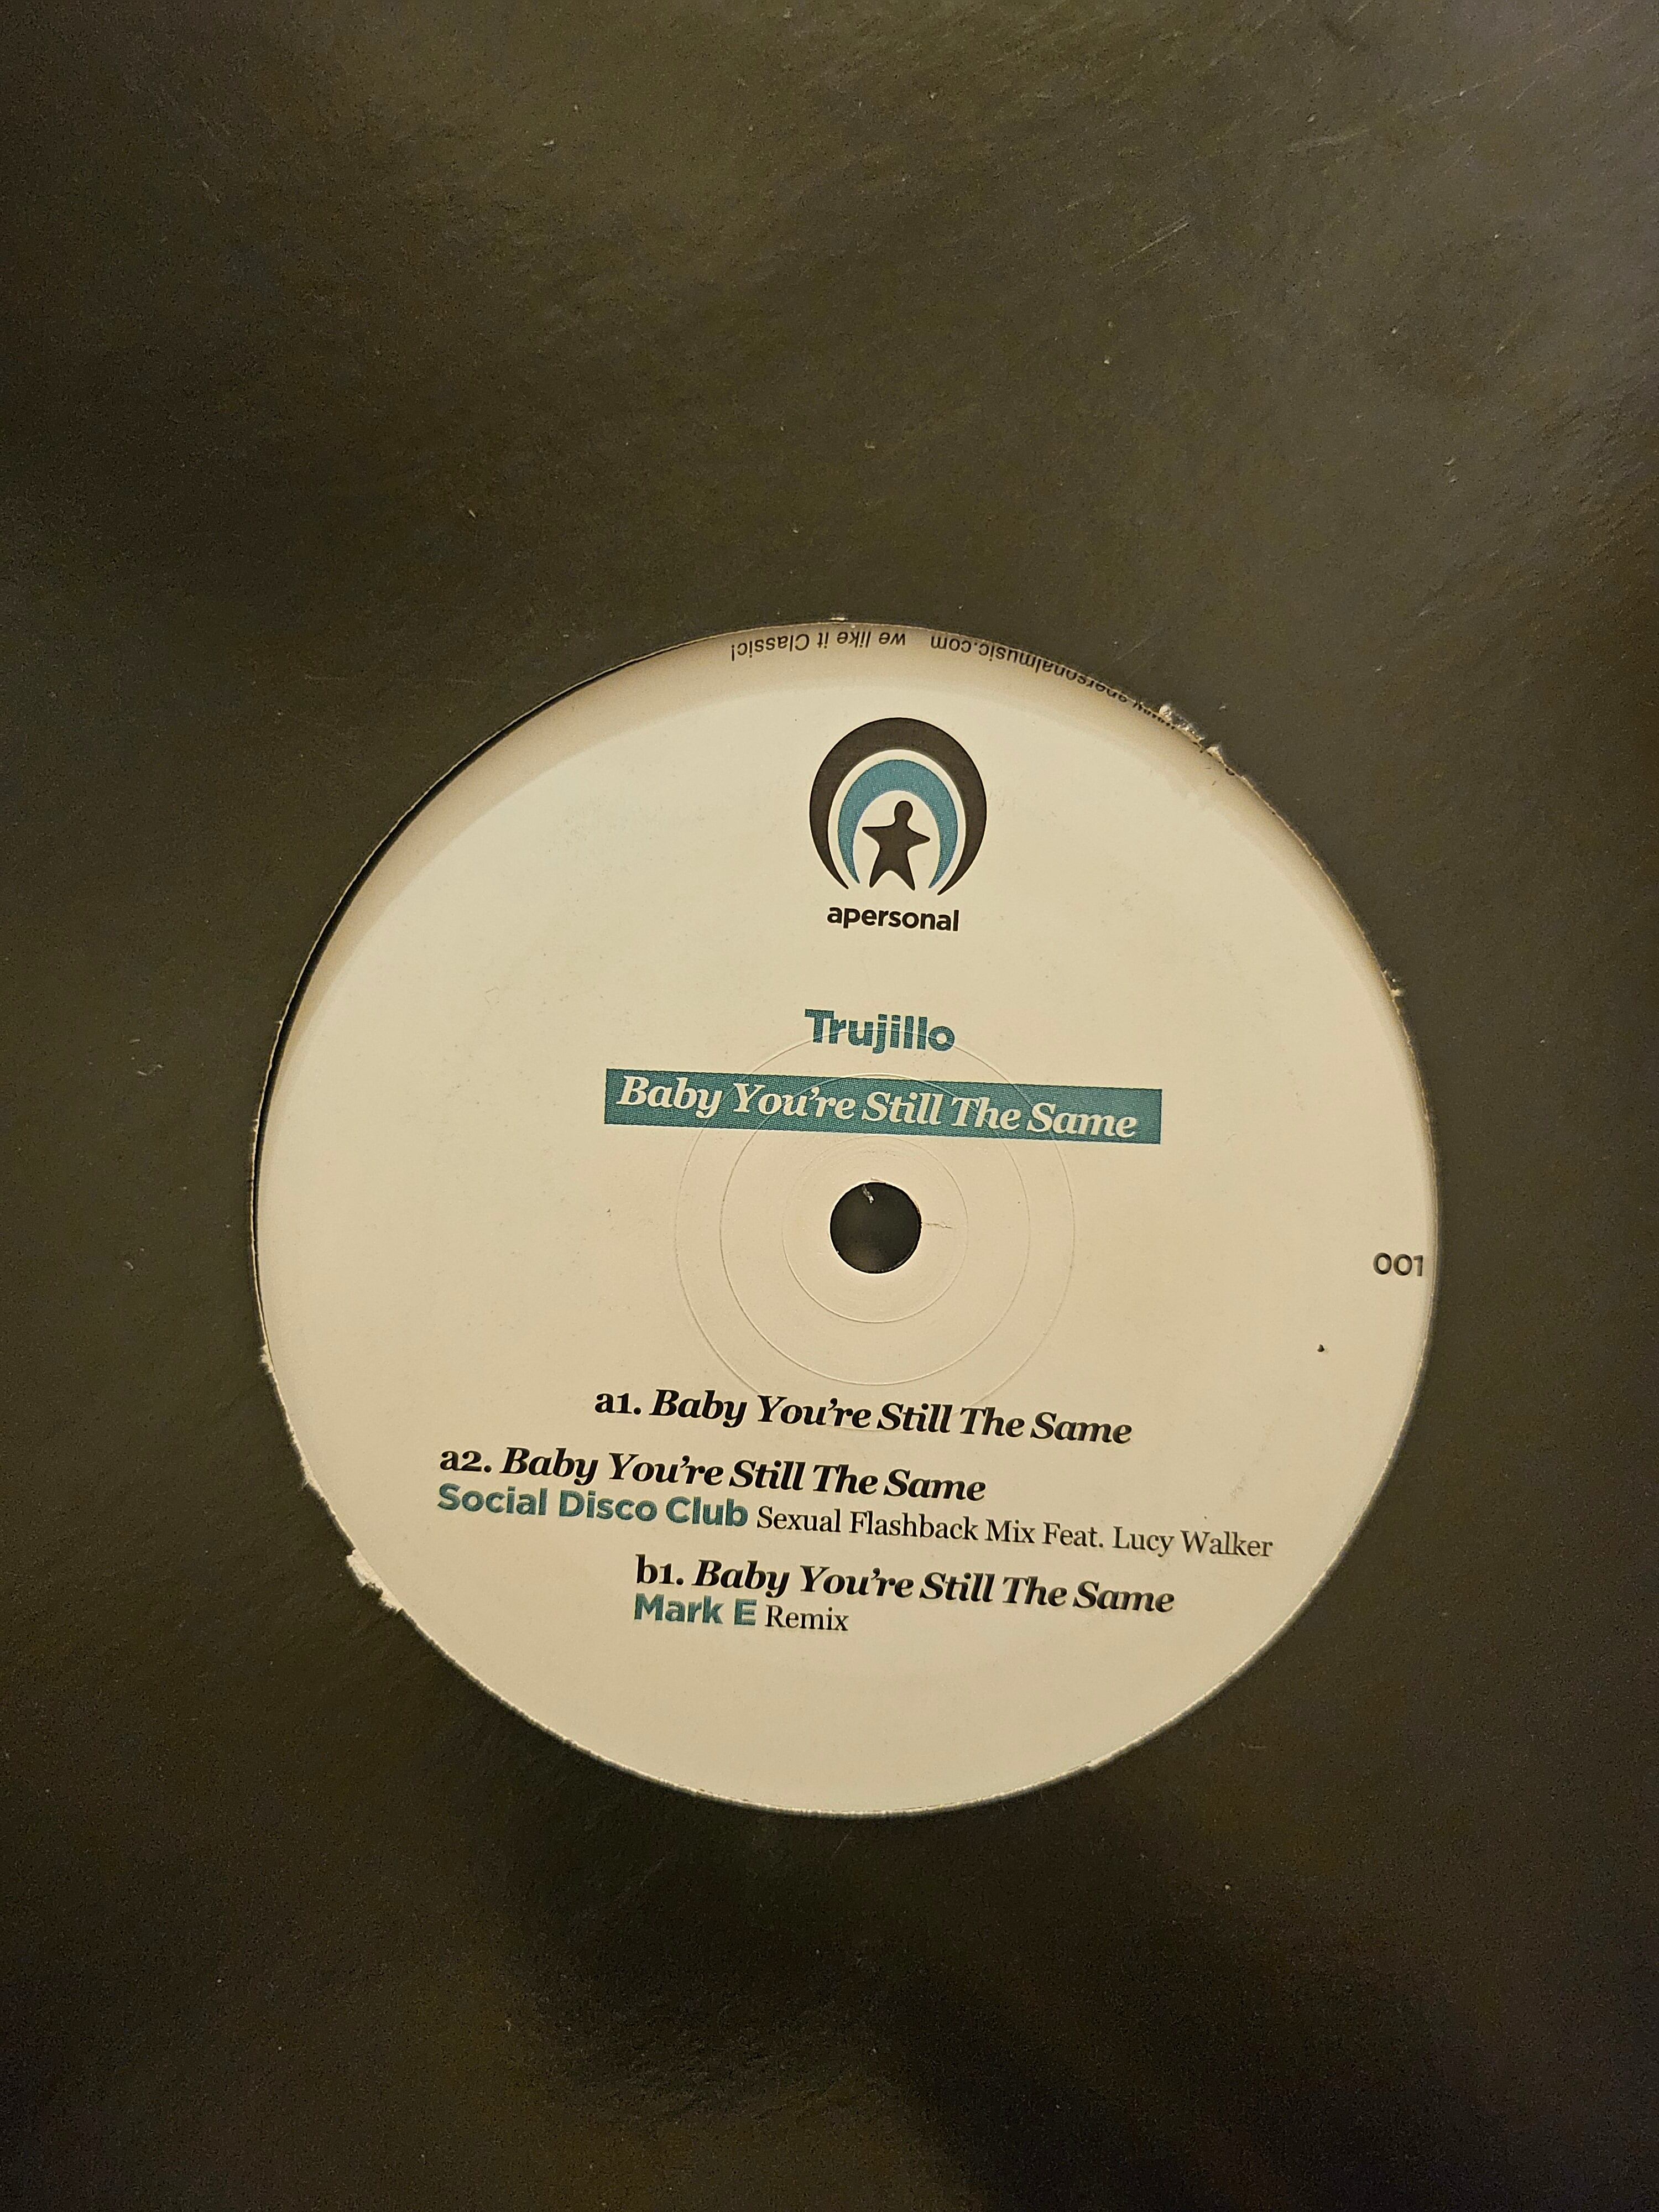 we like it Classic!
apersonalmusic.com
apersonal
Trujillo
Baby You're Still The Same
001
a1. Baby You're Still The Same
a2. Baby You're Still The Same
Social Disco Club Sexual Flashback Mix Feat. Lucy Walker
b1. Baby You're Still The Same
Mark E Remix